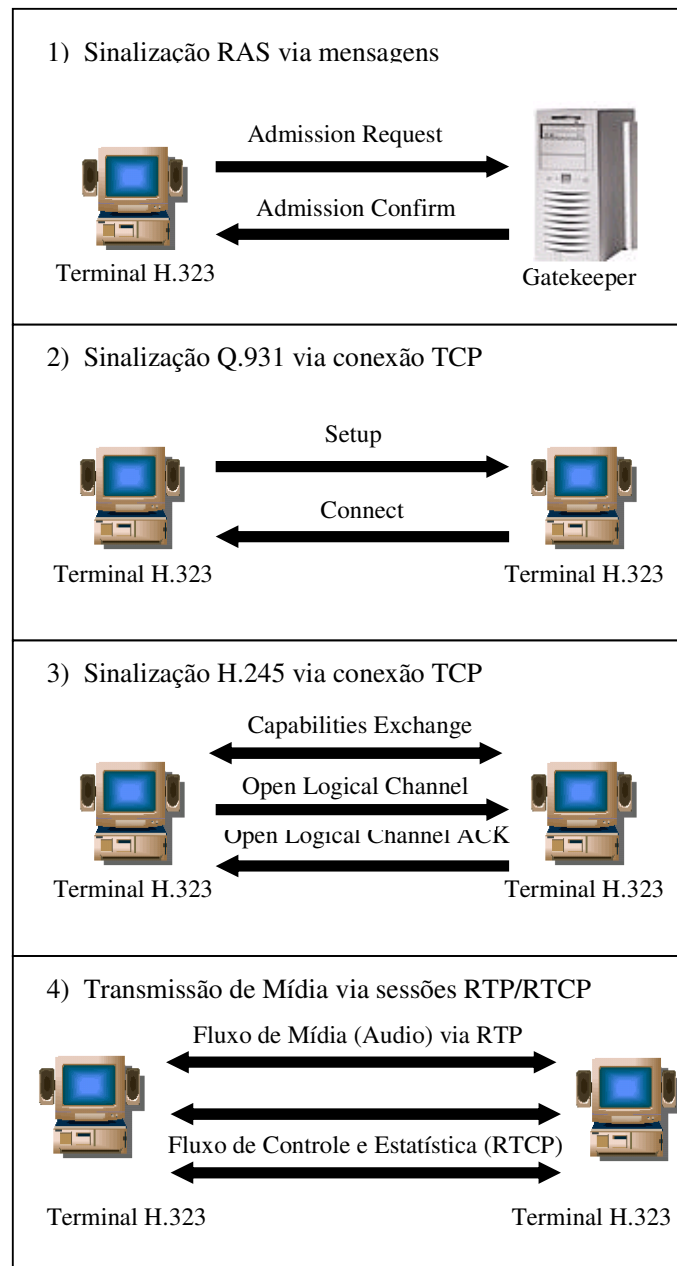 1) Sinalização RAS via mensagens
Admission Request
Admission Confirm
Terminal H.323
Gatekeeper
2) Sinalização Q.931 via conexão TCP
Setup
Connect
Terminal H.323
Terminal H.323
3) Sinalização H.245 via conexão TCP
Capabilities Exchange
Open Logical Channel
Open Logical Channel ACK
Terminal H.323
Terminal H.323
4) Transmissão de Mídia via sessões RTP/RTCP
Fluxo de Mídia (Audio) via RTP
Fluxo de Controle e Estatística (RTCP)
Terminal H.323
Terminal H.323